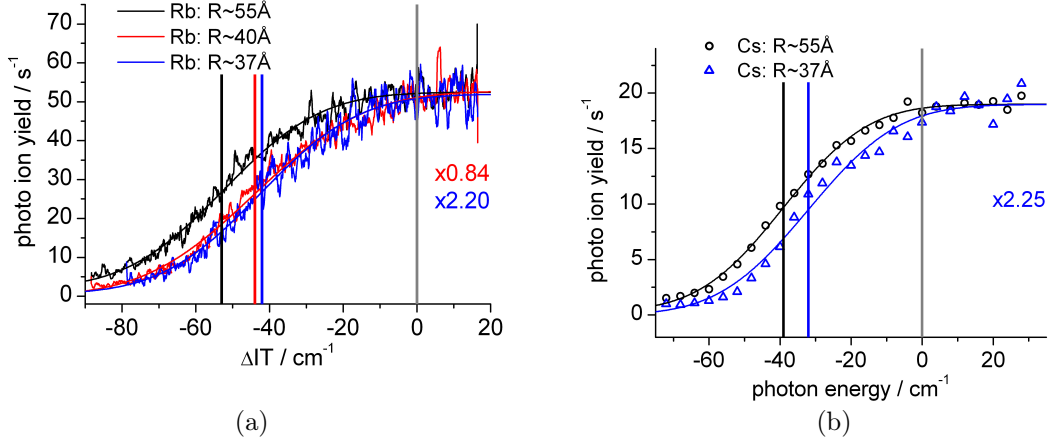 Rb: R~55Å
Rb: R~40Å
Rb: R~37Å
70
60
50
40
30
20
10
0
photo ion yield / s⁻¹
x0.84
x2.20
-80 -60 -40 -20 0 20
ΔIT / cm⁻¹
(a)
Cs: R~55Å
Cs: R~37Å
20
15
10
5
0
photo ion yield / s⁻¹
x2.25
-60 -40 -20 0 20
photon energy / cm⁻¹
(b)